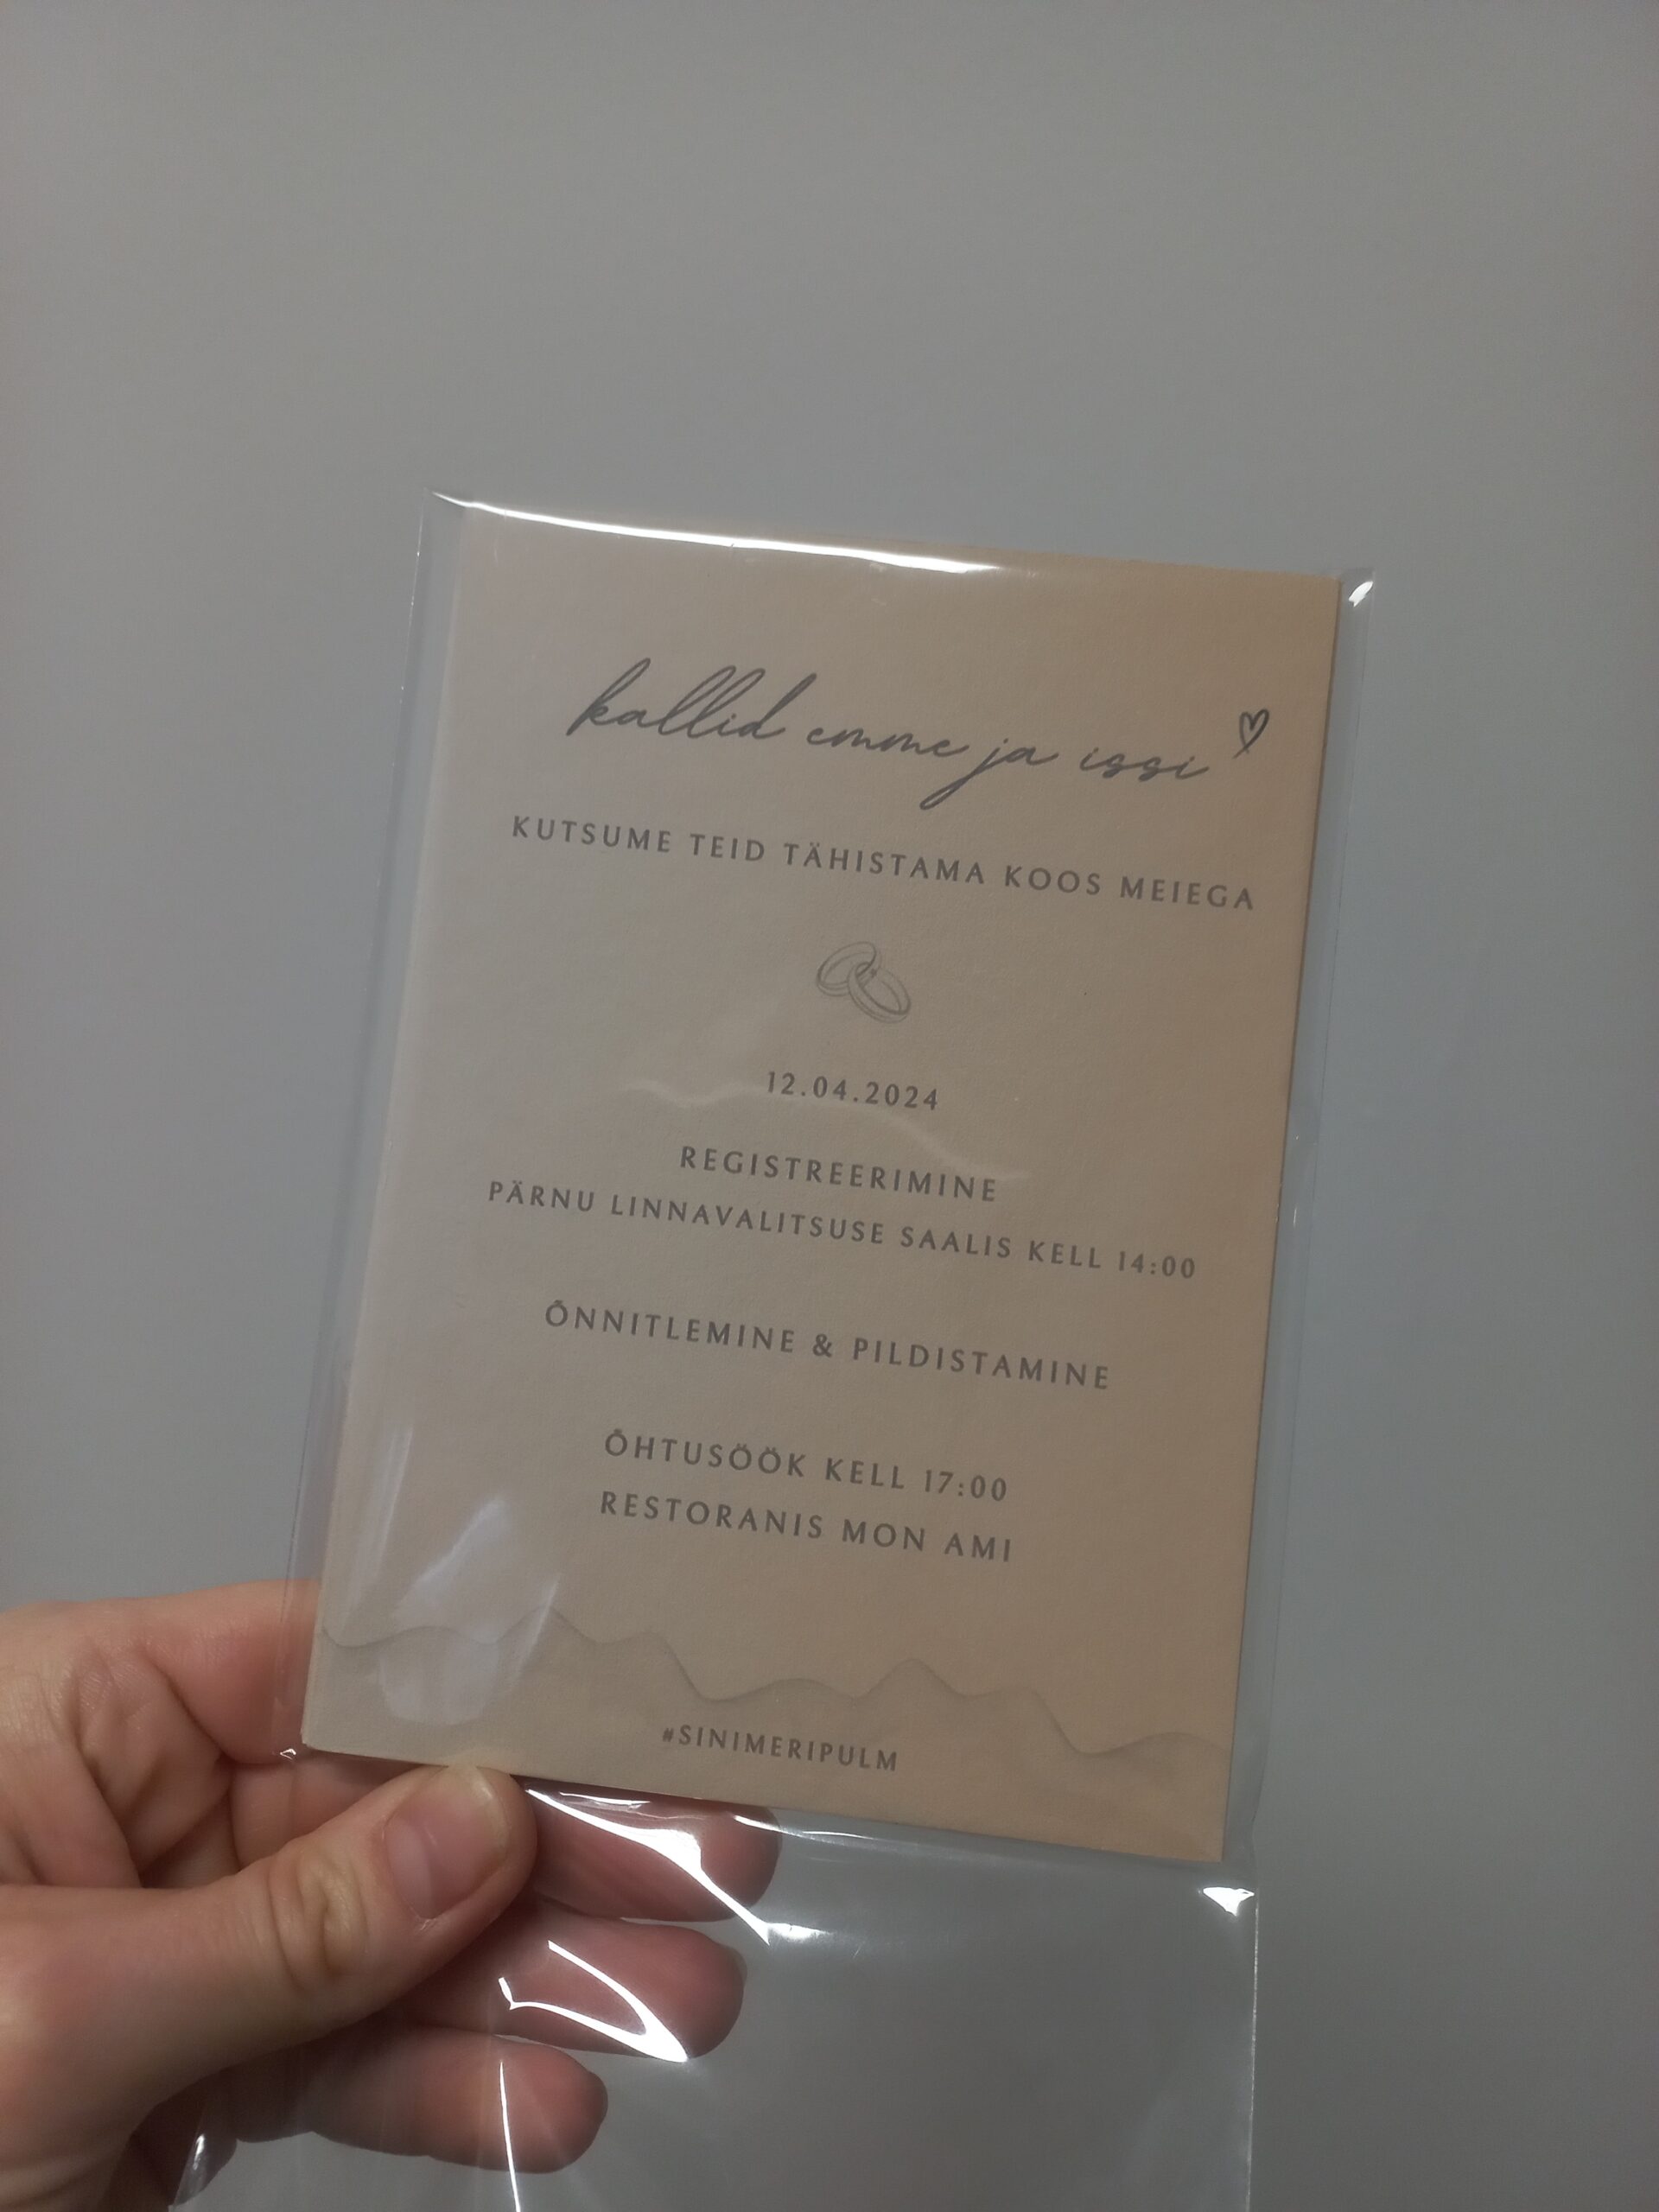 kallid emme ja issi
KUTSUME TEID TÄHISTAMA KOOS MEIEGA
12.04.2024
REGISTREERIMINE
PÄRNU LINNAVALITSUSE SAALIS KELL 14:00
ÕNNITLEMINE & PILDISTAMINE
ÕHTUSÖÖK KELL 17:00
RESTORANIS MON AMI
#SINIMERIPULM